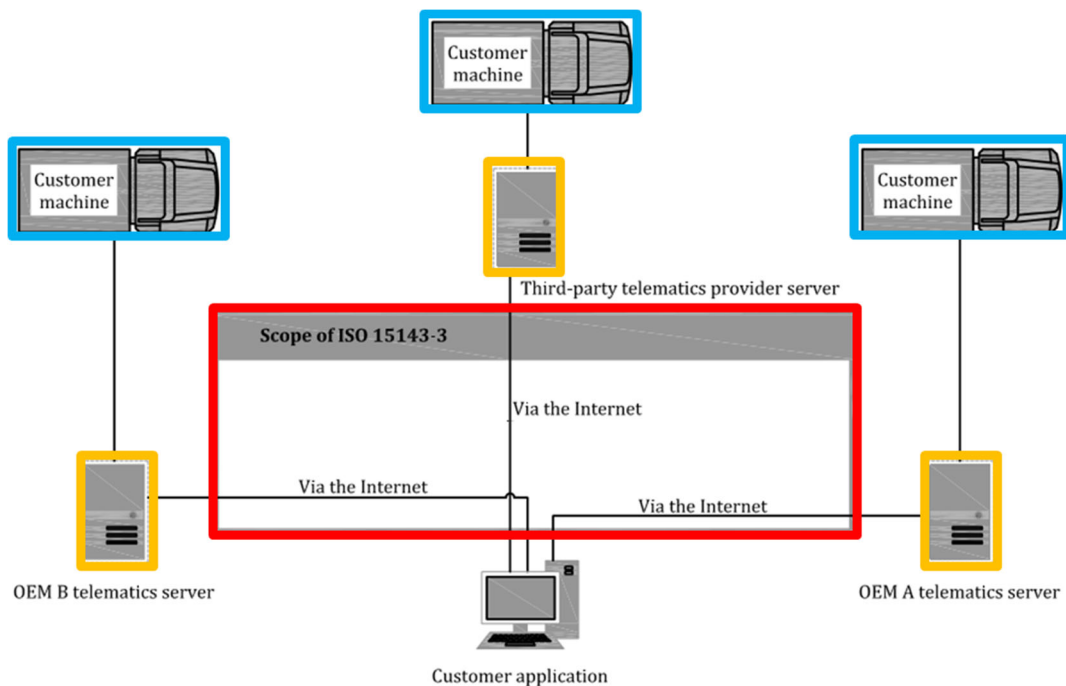 Customer
machine
Customer
machine
Customer
machine
Third-party telematics provider server
Scope of ISO 15143-3
Via the Internet
Via the Internet
Via the Internet
OEM B telematics server
OEM A telematics server
Customer application